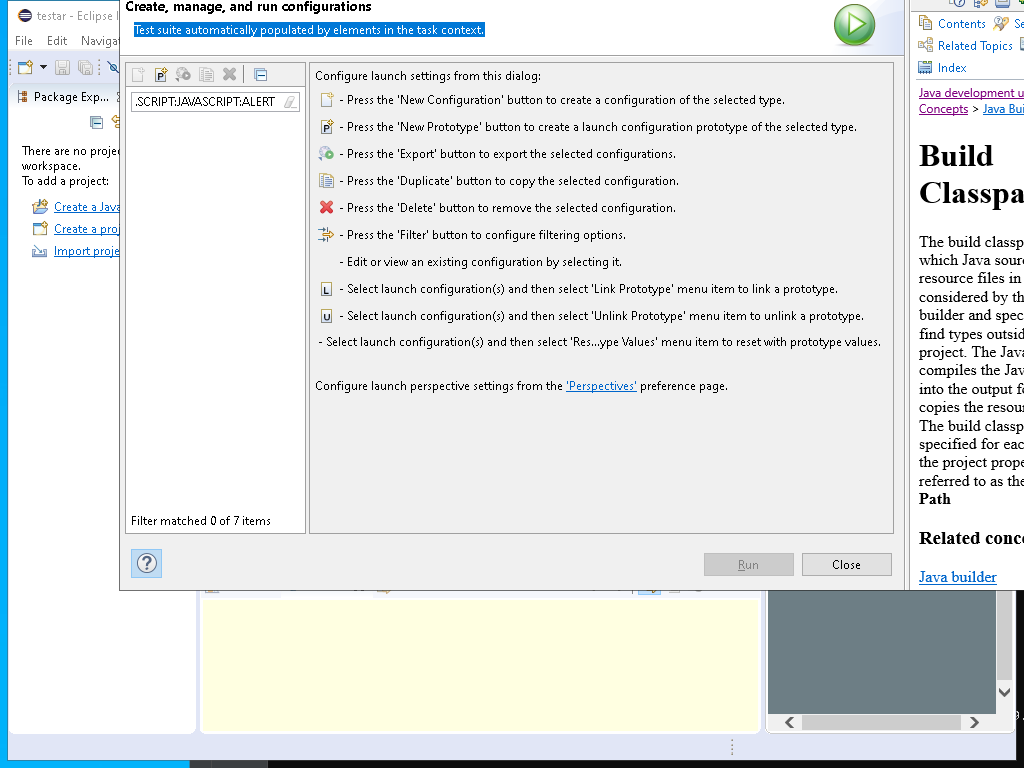 testar - Eclipse I
File Edit Navigat
Package Exp...
There are no projec
workspace.
To add a project:
Create a Java
Create a proj
Import proje
Create, manage, and run configurations
Test suite automatically populated by elements in the task context.
.SCRIPT:JAVASCRIPT:ALERT
Filter matched 0 of 7 items
Configure launch settings from this dialog:
- Press the 'New Configuration' button to create a configuration of the selected type.
- Press the 'New Prototype' button to create a launch configuration prototype of the selected type.
- Press the 'Export' button to export the selected configurations.
- Press the 'Duplicate' button to copy the selected configuration.
- Press the 'Delete' button to remove the selected configuration.
- Press the 'Filter' button to configure filtering options.
- Edit or view an existing configuration by selecting it.
L - Select launch configuration(s) and then select 'Link Prototype' menu item to link a prototype.
U - Select launch configuration(s) and then select 'Unlink Prototype' menu item to unlink a prototype.
- Select launch configuration(s) and then select 'Res...ype Values' menu item to reset with prototype values.
Configure launch perspective settings from the 'Perspectives' preference page.
Run Close
Contents Se
Related Topics
Index
Java development u
Concepts > Java Bui
Build
Classpa
The build classp
which Java sour
resource files in
considered by th
builder and spec
find types outsid
project. The Java
compiles the Jav
into the output fo
copies the resour
The build classp
specified for eac
the project prope
referred to as the
Path
Related conce
Java builder
9.